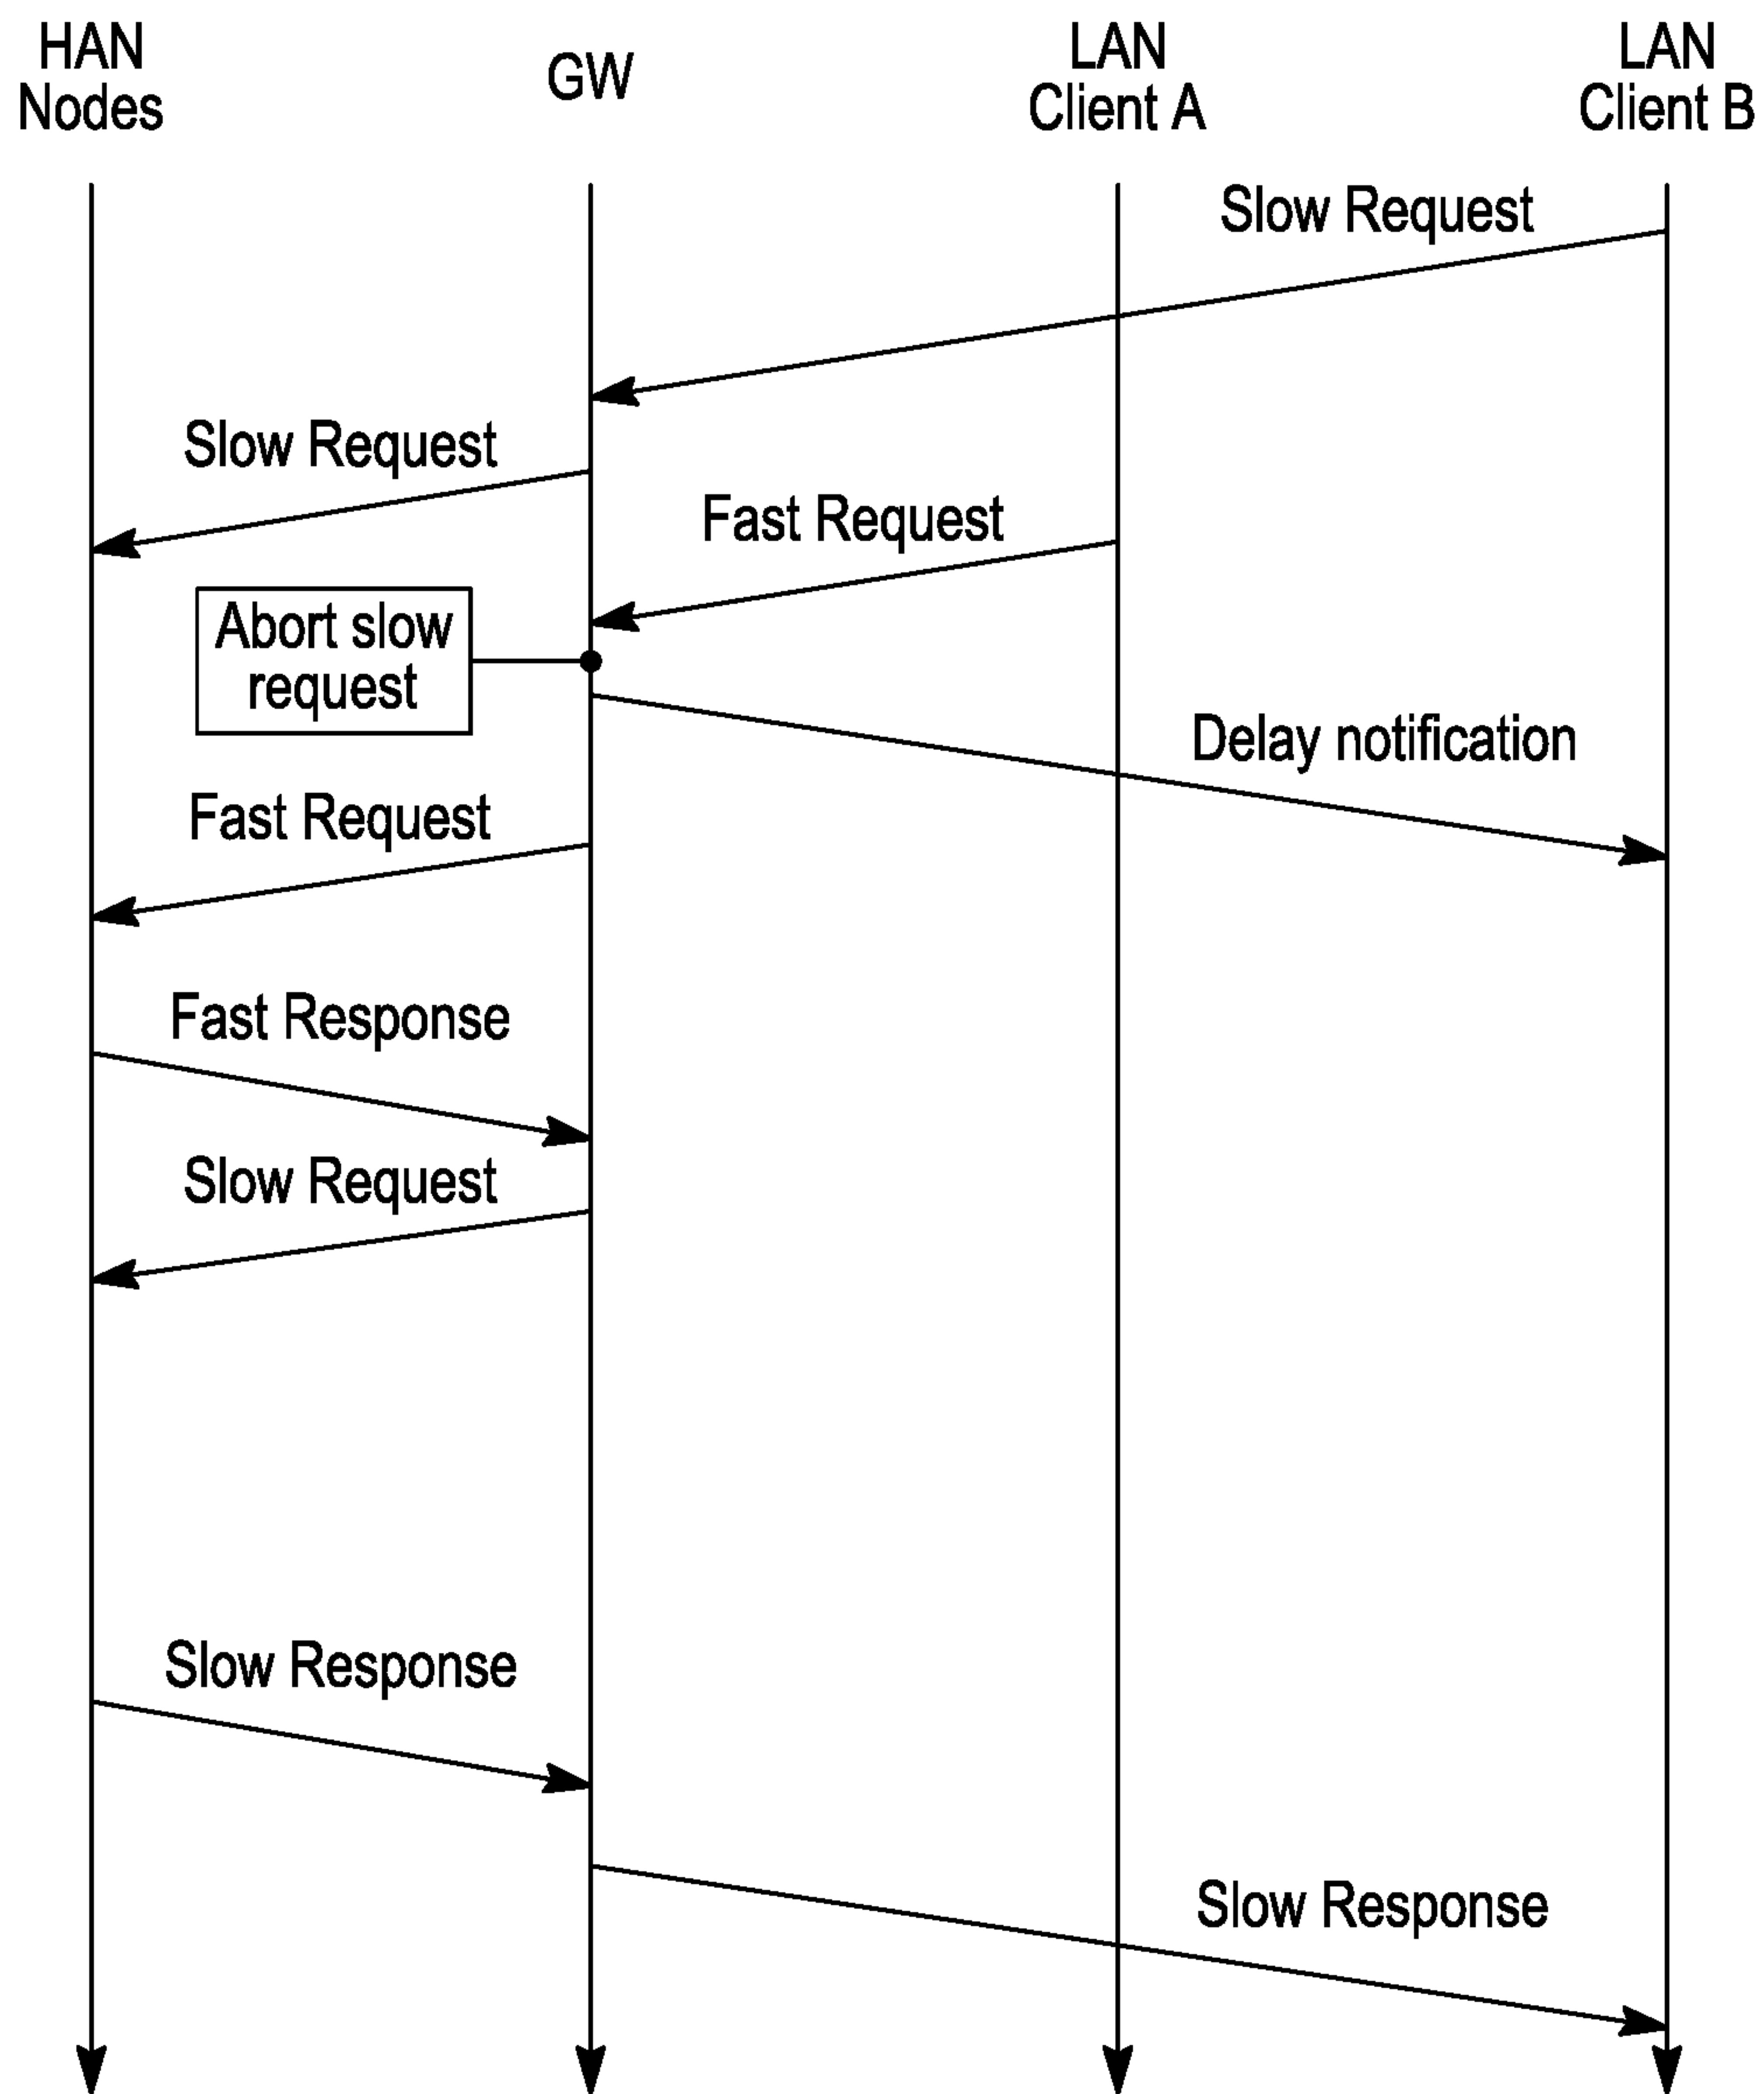 HAN
Nodes
GW
LAN
Client A
LAN
Client B
Slow Request
Slow Request
Fast Request
Abort slow
request
Delay notification
Fast Request
Fast Response
Slow Request
Slow Response
Slow Response